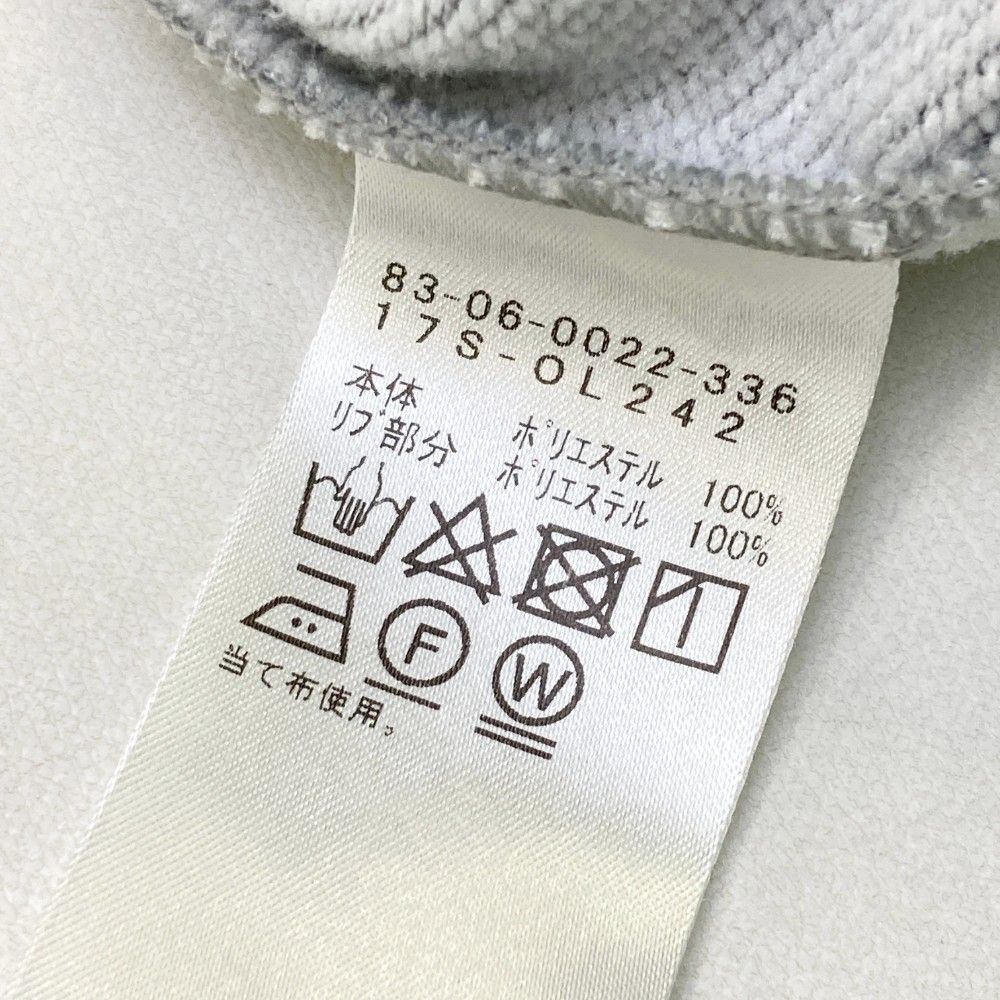 83-06-0022-336
17S-OL242
本体 ポリエステル 100%
リブ部分 ポリエステル 100%
F
W
当て布使用。